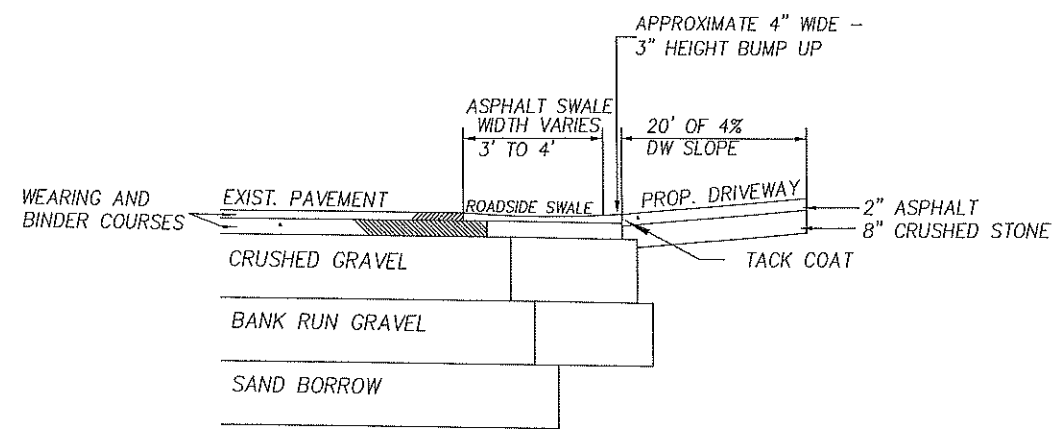 APPROXIMATE 4" WIDE –
3" HEIGHT BUMP UP
ASPHALT SWALE
WIDTH VARIES
3' TO 4'
20' OF 4%
DW SLOPE
WEARING AND
BINDER COURSES
EXIST. PAVEMENT
ROADSIDE SWALE
PROP. DRIVEWAY
2" ASPHALT
8" CRUSHED STONE
TACK COAT
CRUSHED GRAVEL
BANK RUN GRAVEL
SAND BORROW